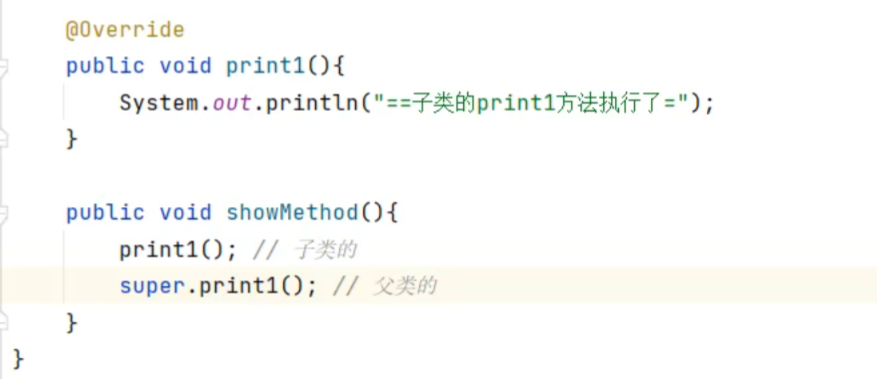 @Override
public void print1(){
System.out.println("==子类的print1方法执行了=");
}
public void showMethod(){
print1(); // 子类的
super.print1(); // 父类的
}
}